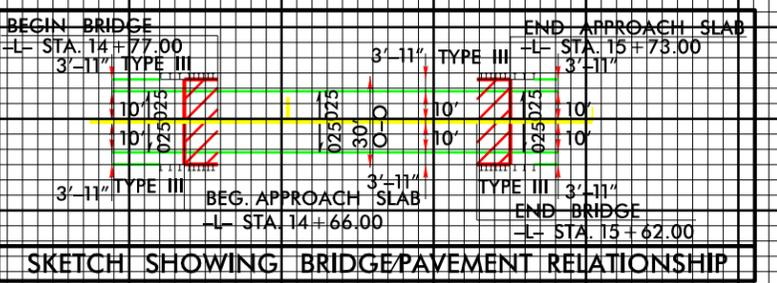 BEGIN BRIDGE
-L- STA. 14+77.00
END APPROACH SLAB
-L- STA. 15+73.00
3'-11"
TYPE III
3'-11"
TYPE III
3'-11"
10'
10'
025
025
025
025
30'
O-O
10'
10'
025
025
10'
10'
3'-11"
TYPE III
3'-11"
TYPE III
3'-11"
BEG. APPROACH SLAB
-L- STA. 14+66.00
END BRIDGE
-L- STA. 15+62.00
SKETCH SHOWING BRIDGE/PAVEMENT RELATIONSHIP